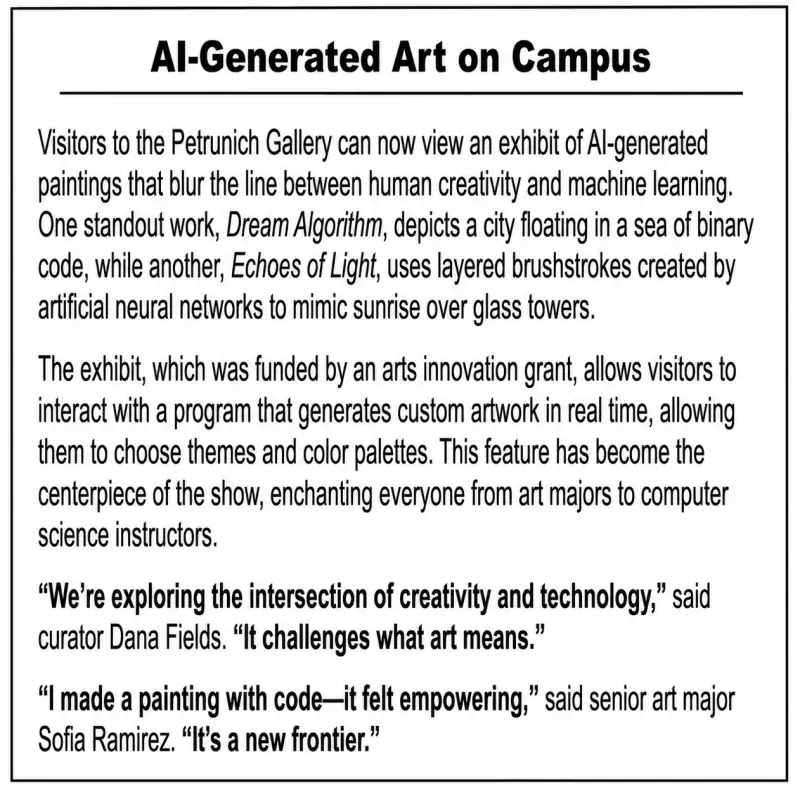 AI-Generated Art on Campus
Visitors to the Petrunich Gallery can now view an exhibit of AI-generated
paintings that blur the line between human creativity and machine learning.
One standout work, Dream Algorithm, depicts a city floating in a sea of binary
code, while another, Echoes of Light, uses layered brushstrokes created by
artificial neural networks to mimic sunrise over glass towers.
The exhibit, which was funded by an arts innovation grant, allows visitors to
interact with a program that generates custom artwork in real time, allowing
them to choose themes and color palettes. This feature has become the
centerpiece of the show, enchanting everyone from art majors to computer
science instructors.
“We’re exploring the intersection of creativity and technology,” said
curator Dana Fields. “It challenges what art means.”
“I made a painting with code—it felt empowering,” said senior art major
Sofia Ramirez. “It’s a new frontier.”